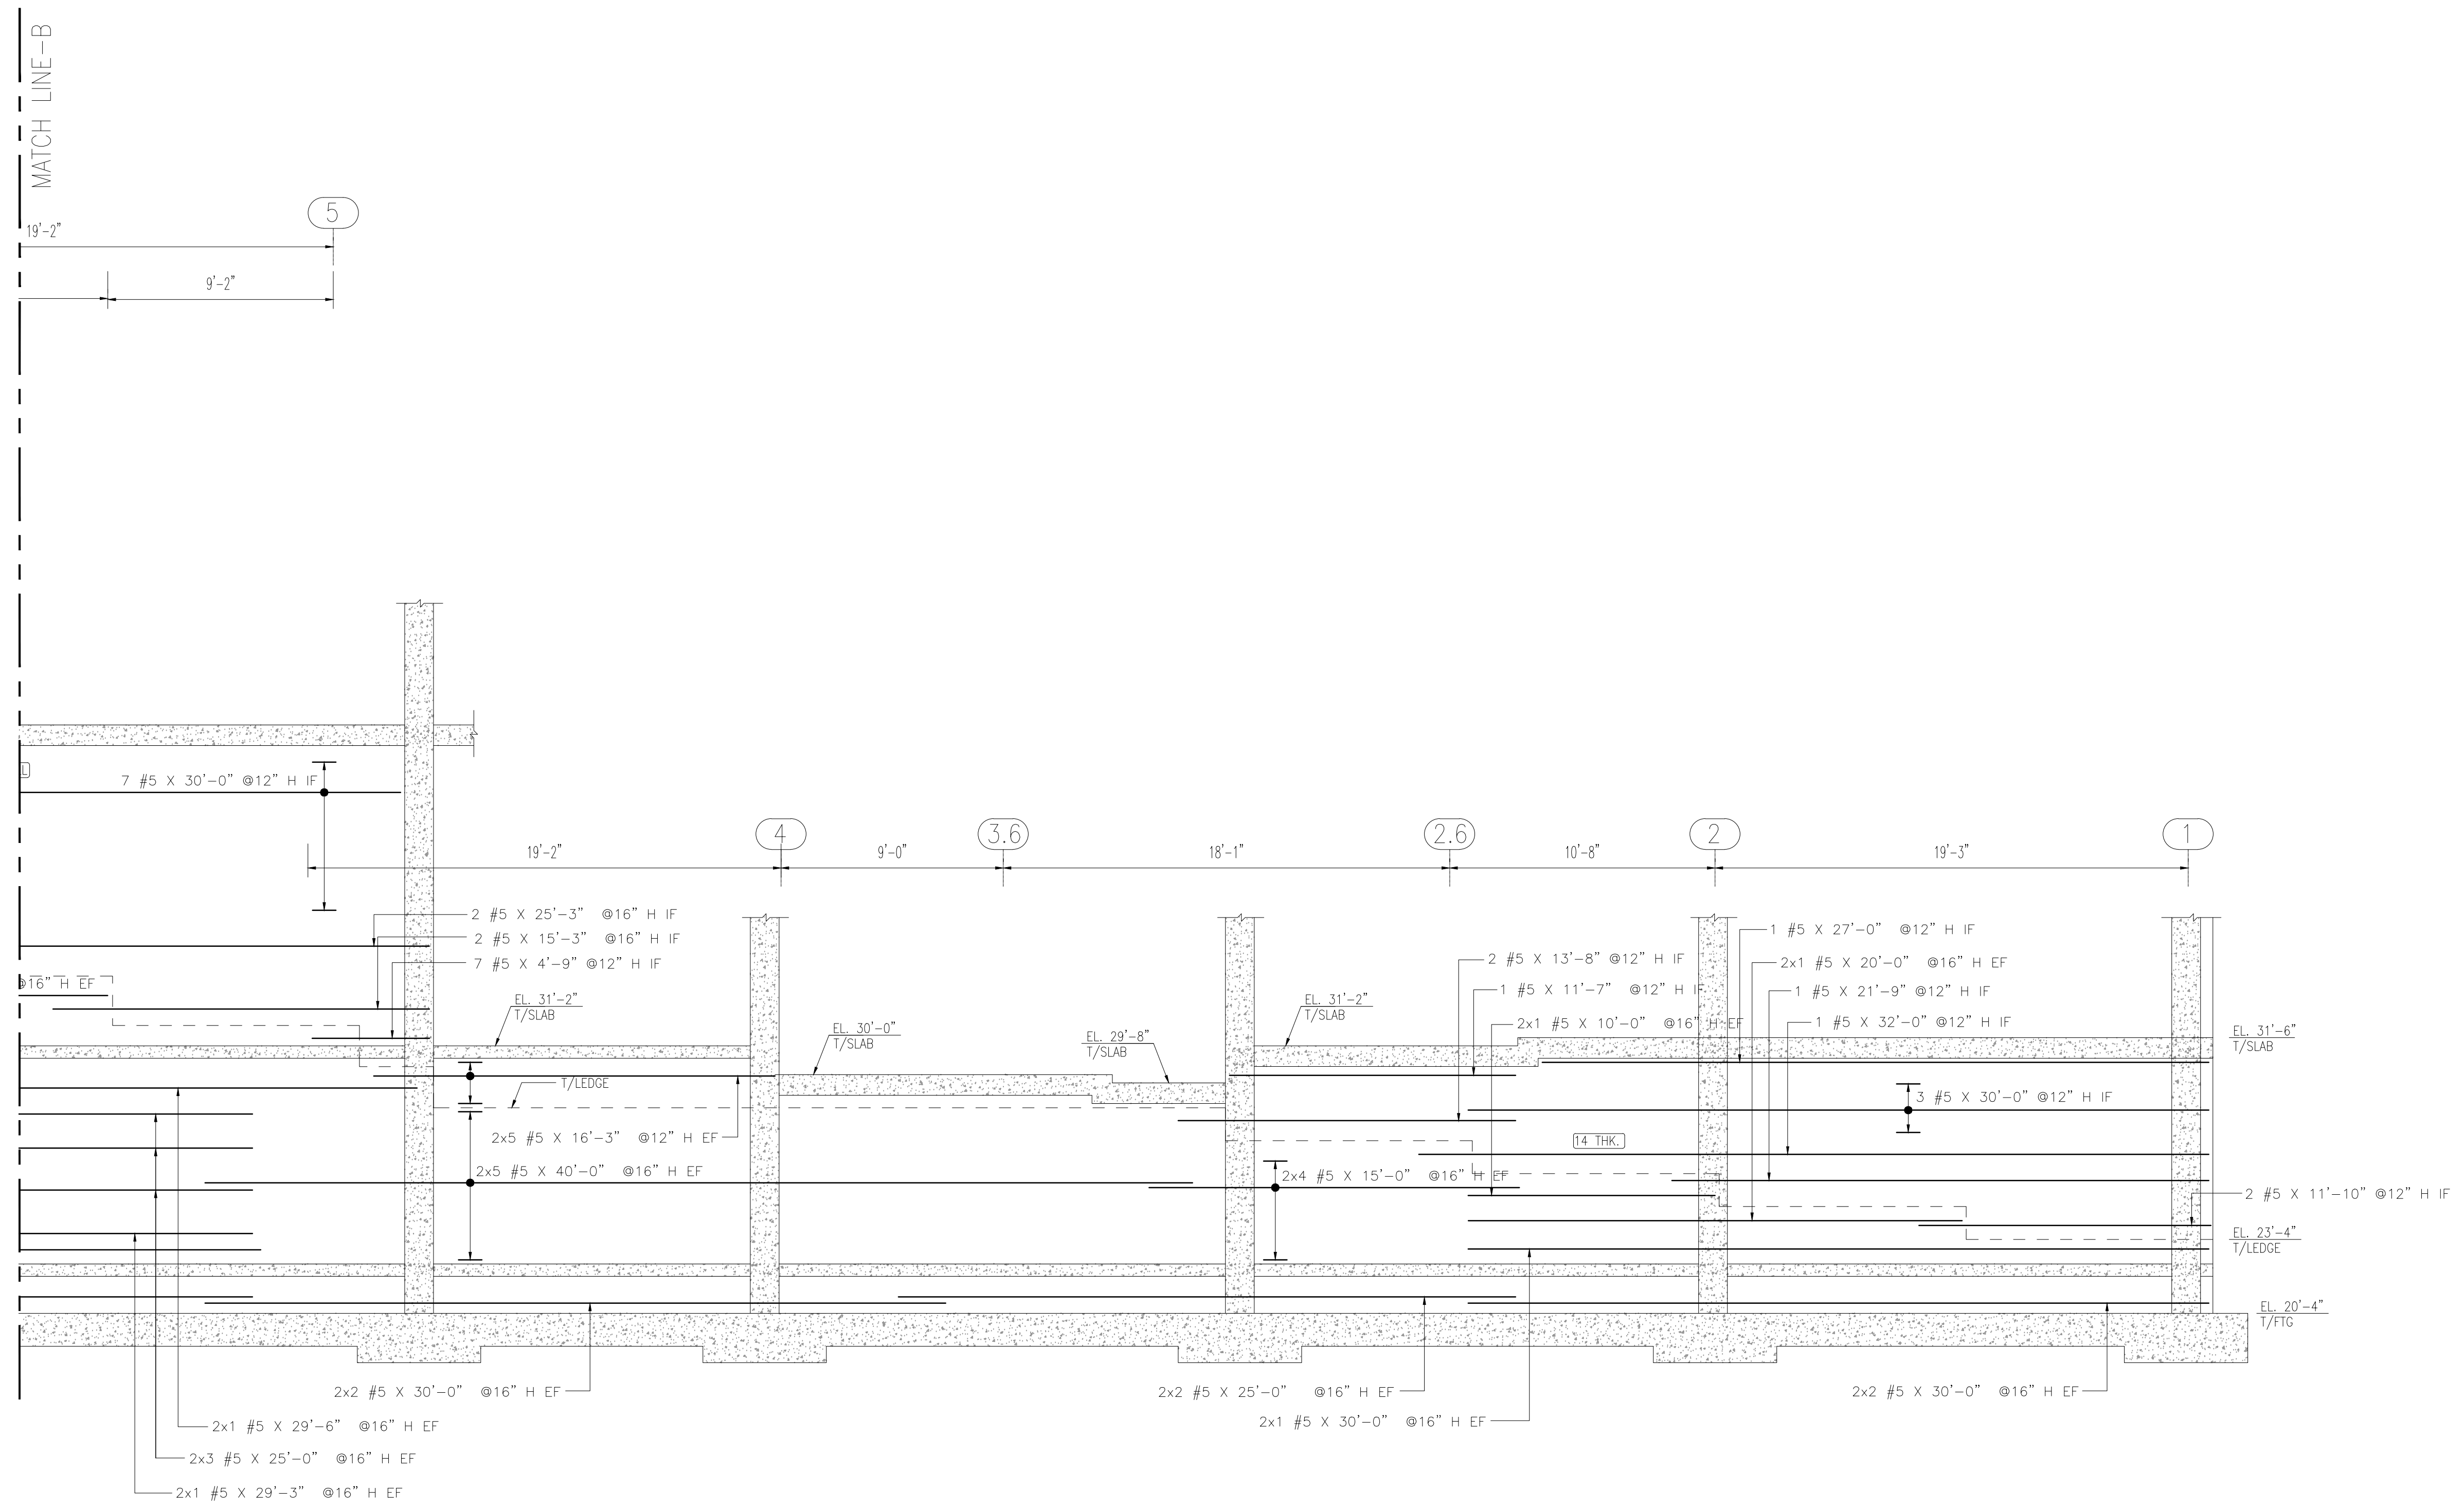 MATCH LINE-B
5
19'-2"
9'-2"
L
7 #5 X 30'-0" @12" H IF
4
3.6
2.6
2
1
19'-2"
9'-0"
18'-1"
10'-8"
19'-3"
2 #5 X 25'-3" @16" H IF
2 #5 X 15'-3" @16" H IF
7 #5 X 4'-9" @12" H IF
1 #5 X 27'-0" @12" H IF
2 #5 X 13'-8" @12" H IF
2x1 #5 X 20'-0" @16" H EF
@16" H EF
1 #5 X 11'-7" @12" H IF
1 #5 X 21'-9" @12" H IF
EL. 31'-2"
T/SLAB
EL. 31'-2"
T/SLAB
2x1 #5 X 10'-0" @16" H EF
1 #5 X 32'-0" @12" H IF
EL. 30'-0"
T/SLAB
EL. 29'-8"
T/SLAB
EL. 31'-6"
T/SLAB
T/LEDGE
3 #5 X 30'-0" @12" H IF
2x5 #5 X 16'-3" @12" H EF
14 THK.
2x5 #5 X 40'-0" @16" H EF
2x4 #5 X 15'-0" @16" H EF
2 #5 X 11'-10" @12" H IF
EL. 23'-4"
T/LEDGE
EL. 20'-4"
T/FTG
2x2 #5 X 30'-0" @16" H EF
2x2 #5 X 25'-0" @16" H EF
2x2 #5 X 30'-0" @16" H EF
2x1 #5 X 29'-6" @16" H EF
2x1 #5 X 30'-0" @16" H EF
2x3 #5 X 25'-0" @16" H EF
2x1 #5 X 29'-3" @16" H EF